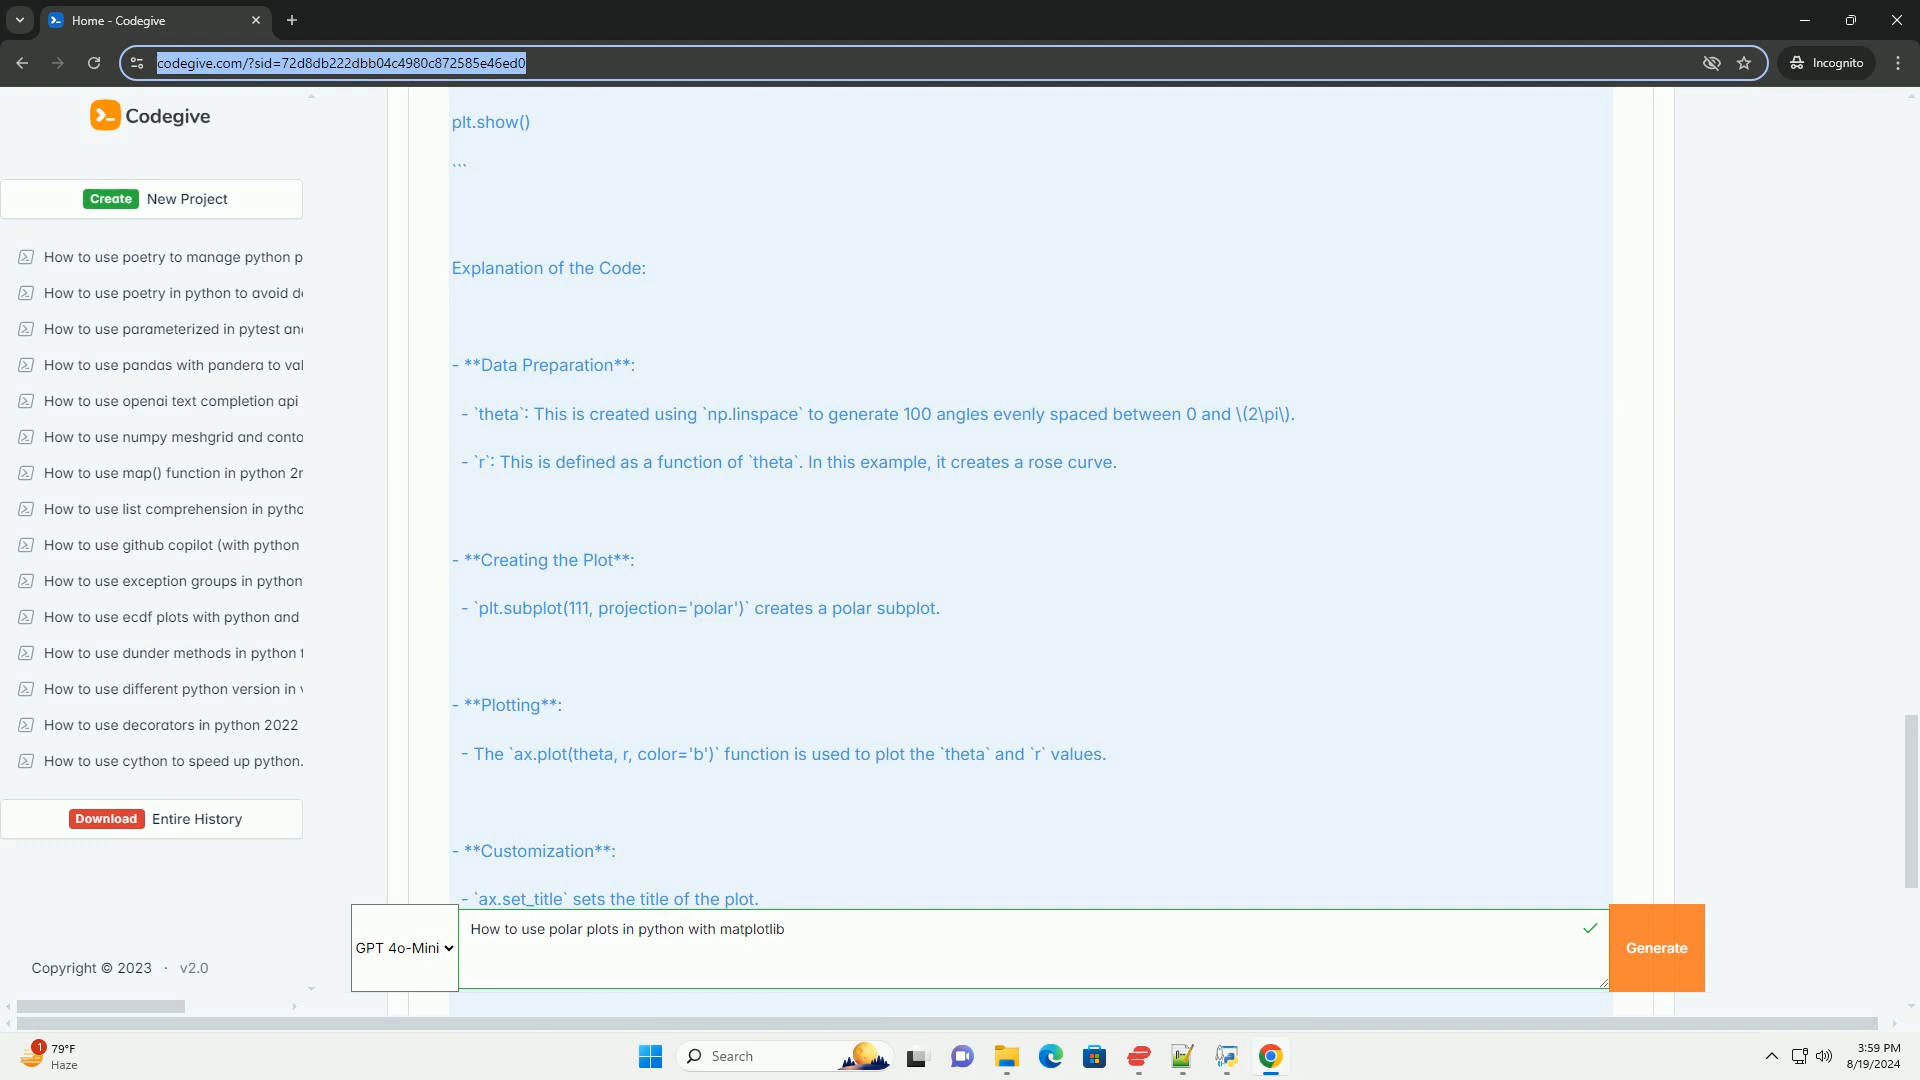 Home - Codegive
codegive.com/?sid=72d8db222dbb04c4980c872585e46ed0
Incognito
Codegive
Create New Project
How to use poetry to manage python p
How to use poetry in python to avoid de
How to use parameterized in pytest and
How to use pandas with pandera to val
How to use openai text completion api
How to use numpy meshgrid and conto
How to use map() function in python 2n
How to use list comprehension in pytho
How to use github copilot (with python
How to use exception groups in python
How to use ecdf plots with python and
How to use dunder methods in python t
How to use different python version in v
How to use decorators in python 2022
How to use cython to speed up python.
Download Entire History
Copyright © 2023 · v2.0
plt.show()
```
Explanation of the Code:
- **Data Preparation**:
- `theta`: This is created using `np.linspace` to generate 100 angles evenly spaced between 0 and \(2\pi\).
- `r`: This is defined as a function of `theta`. In this example, it creates a rose curve.
- **Creating the Plot**:
- `plt.subplot(111, projection='polar')` creates a polar subplot.
- **Plotting**:
- The `ax.plot(theta, r, color='b')` function is used to plot the `theta` and `r` values.
- **Customization**:
- `ax.set_title` sets the title of the plot.
GPT 4o-Mini
How to use polar plots in python with matplotlib
Generate
1
79°F
Haze
Search
3:59 PM
8/19/2024